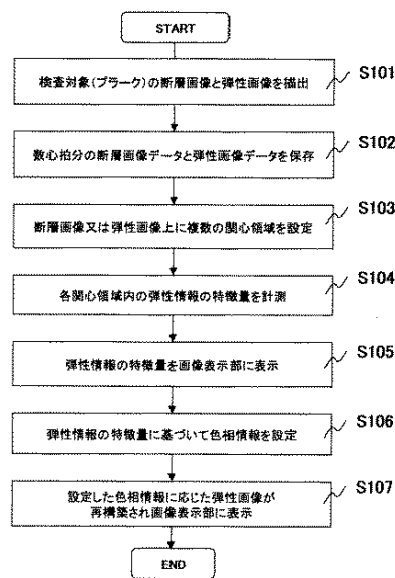 START
S101
検査対象(プラーク)の断層画像と弾性画像を描出
S102
数心拍分の断層画像データと弾性画像データを保存
S103
断層画像又は弾性画像上に複数の関心領域を設定
S104
各関心領域内の弾性情報の特徴量を計測
S105
弾性情報の特徴量を画像表示部に表示
S106
弾性情報の特徴量に基づいて色相情報を設定
S107
設定した色相情報に応じた弾性画像が
再構築され画像表示部に表示
END